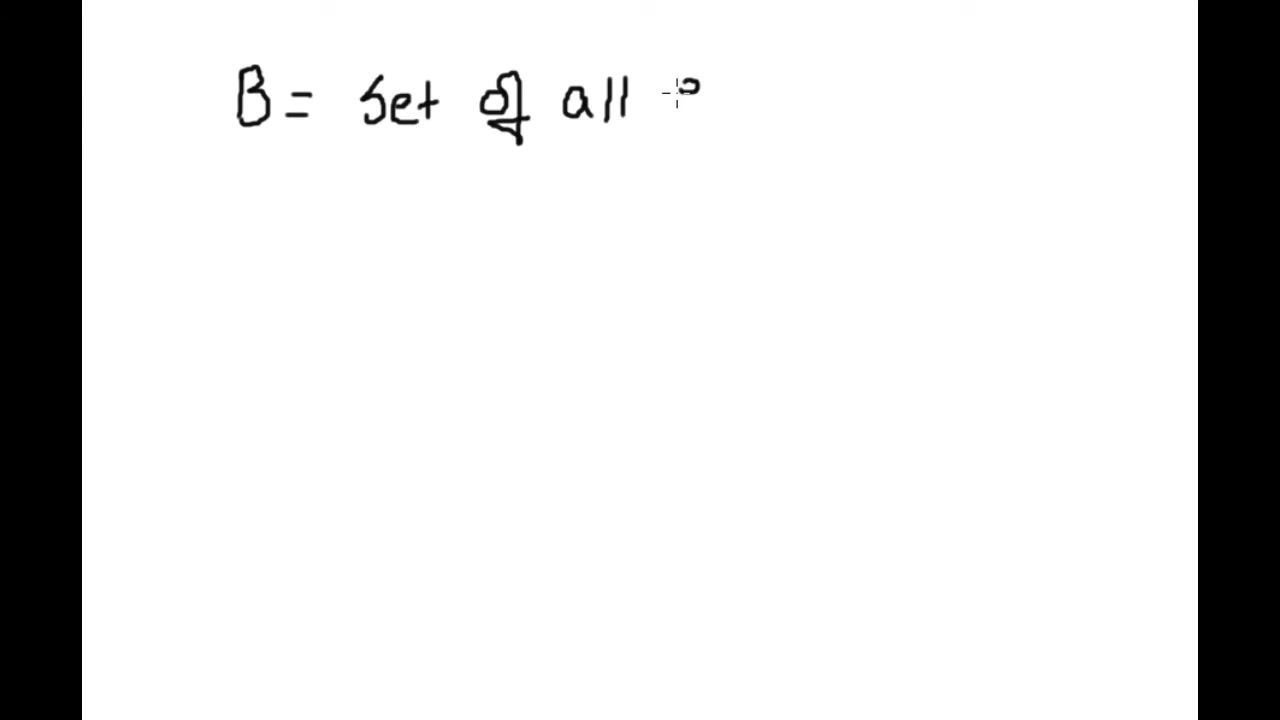 B = Set of all